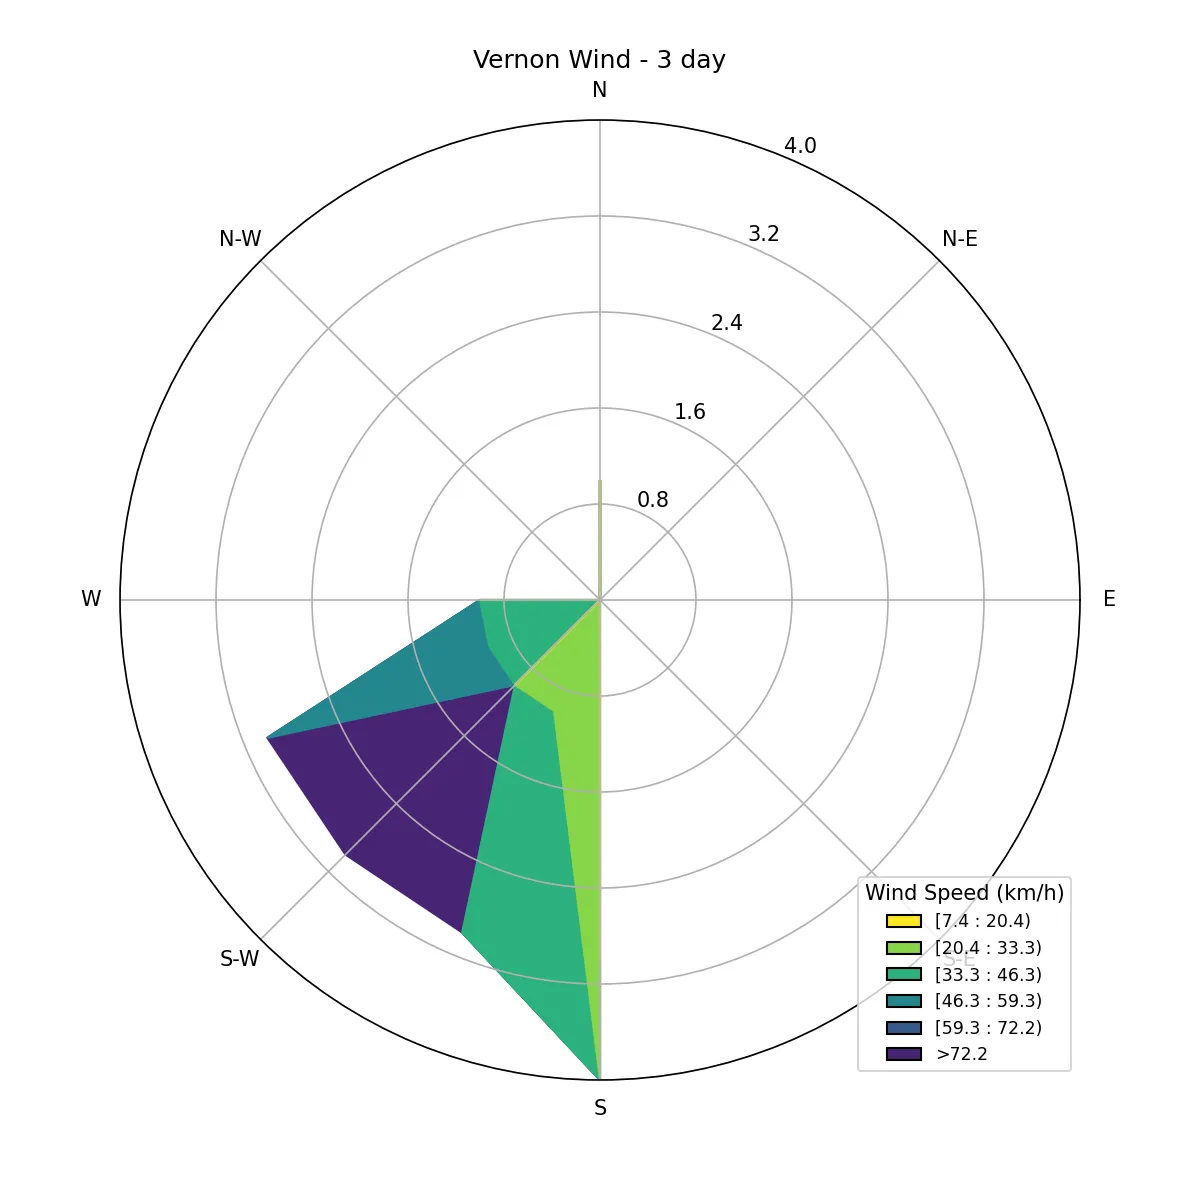 Vernon Wind - 3 day
N
4.0
N-W
N-E
3.2
2.4
1.6
0.8
W
E
S-W
S-E
S
Wind Speed (km/h)
[7.4 : 20.4)
[20.4 : 33.3)
[33.3 : 46.3)
[46.3 : 59.3)
[59.3 : 72.2)
>72.2